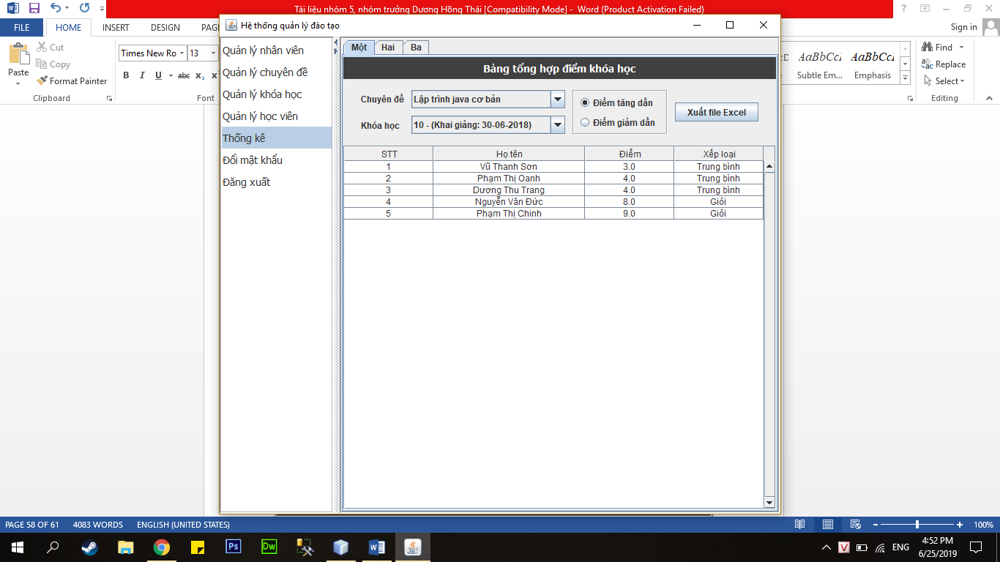 Tài liệu nhóm 5, nhóm trưởng Dương Hồng Thái [Compatibility Mode] - Word (Product Activation Failed)
FILE HOME INSERT DESIGN
Sign in
Cut
Copy
Format Painter
Paste
Clipboard
Times New Ro 13
B I U abc x₂
Font
AaBbCcI AaBbCcI
Subtle Em... Emphasis
Find
Replace
Select
Editing
Hệ thống quản lý đào tạo
Quản lý nhân viên
Quản lý chuyên đề
Quản lý khóa học
Quản lý học viên
Thống kê
Đổi mật khẩu
Đăng xuất
Một Hai Ba
Bảng tổng hợp điểm khóa học
Chuyên đề Lập trình java cơ bản
Khóa học 10 - (Khai giảng: 30-06-2018)
Điểm tăng dần
Điểm giảm dần
Xuất file Excel
STT Họ tên Điểm Xếp loại
1 Vũ Thanh Sơn 3.0 Trung bình
2 Phạm Thị Oanh 4.0 Trung bình
3 Dương Thu Trang 4.0 Trung bình
4 Nguyễn Văn Đức 8.0 Giỏi
5 Phạm Thị Chinh 9.0 Giỏi
PAGE 58 OF 61 4083 WORDS ENGLISH (UNITED STATES)
100%
Ps
Dw
V
ENG
4:52 PM
6/25/2019